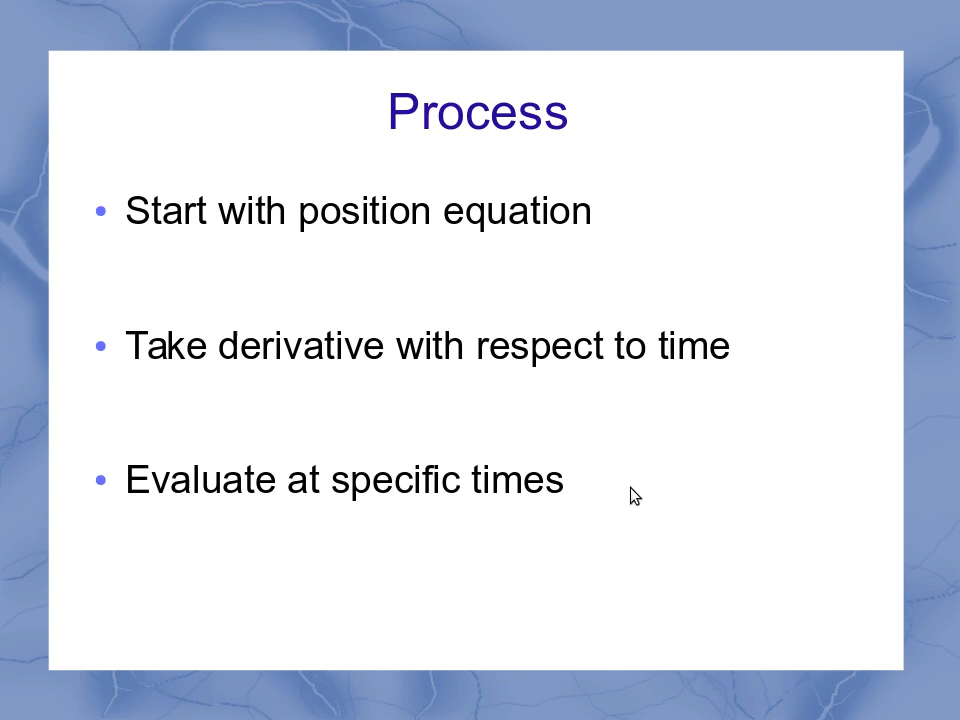 Process
• Start with position equation
• Take derivative with respect to time
• Evaluate at specific times